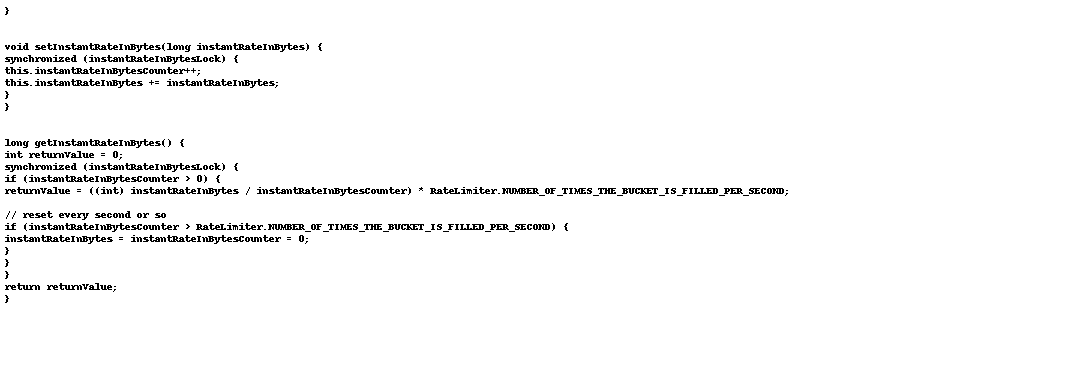 }
void setInstantRateInBytes(long instantRateInBytes) {
synchronized (instantRateInBytesLock) {
this.instantRateInBytesCounter++;
this.instantRateInBytes += instantRateInBytes;
}
}
long getInstantRateInBytes() {
int returnValue = 0;
synchronized (instantRateInBytesLock) {
if (instantRateInBytesCounter > 0) {
returnValue = ((int) instantRateInBytes / instantRateInBytesCounter) * RateLimiter.NUMBER_OF_TIMES_THE_BUCKET_IS_FILLED_PER_SECOND;
// reset every second or so
if (instantRateInBytesCounter > RateLimiter.NUMBER_OF_TIMES_THE_BUCKET_IS_FILLED_PER_SECOND) {
instantRateInBytes = instantRateInBytesCounter = 0;
}
}
}
return returnValue;
}